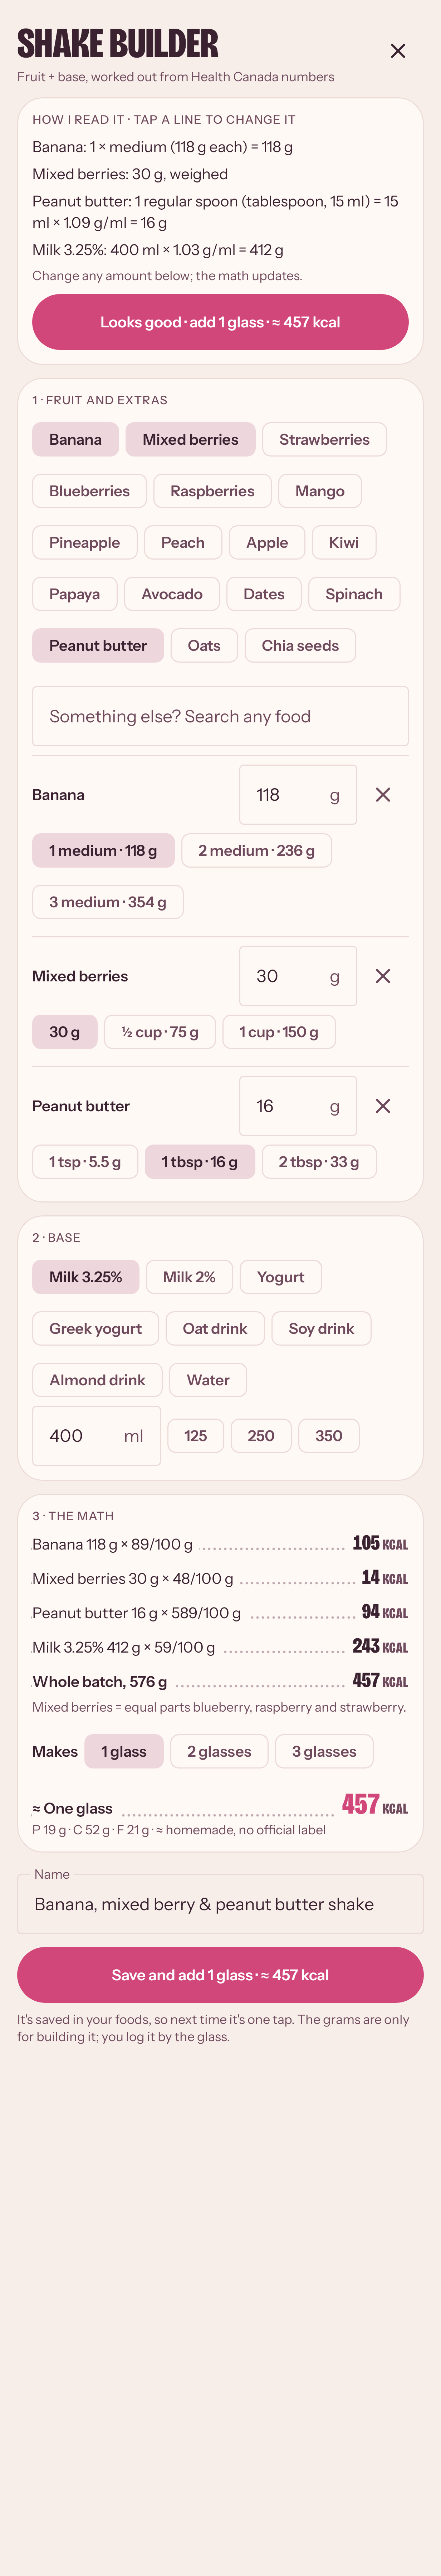 SHAKE BUILDER
Fruit + base, worked out from Health Canada numbers
HOW I READ IT · TAP A LINE TO CHANGE IT
Banana: 1 × medium (118 g each) = 118 g
Mixed berries: 30 g, weighed
Peanut butter: 1 regular spoon (tablespoon, 15 ml) = 15
ml × 1.09 g/ml = 16 g
Milk 3.25%: 400 ml × 1.03 g/ml = 412 g
Change any amount below; the math updates.
Looks good · add 1 glass · ≈ 457 kcal
1 · FRUIT AND EXTRAS
Banana Mixed berries Strawberries
Blueberries Raspberries Mango
Pineapple Peach Apple Kiwi
Papaya Avocado Dates Spinach
Peanut butter Oats Chia seeds
Something else? Search any food
Banana 118 g
1 medium · 118 g 2 medium · 236 g
3 medium · 354 g
Mixed berries 30 g
30 g ½ cup · 75 g 1 cup · 150 g
Peanut butter 16 g
1 tsp · 5.5 g 1 tbsp · 16 g 2 tbsp · 33 g
2 · BASE
Milk 3.25% Milk 2% Yogurt
Greek yogurt Oat drink Soy drink
Almond drink Water
400 ml 125 250 350
3 · THE MATH
Banana 118 g × 89/100 g 105 KCAL
Mixed berries 30 g × 48/100 g 14 KCAL
Peanut butter 16 g × 589/100 g 94 KCAL
Milk 3.25% 412 g × 59/100 g 243 KCAL
Whole batch, 576 g 457 KCAL
Mixed berries = equal parts blueberry, raspberry and strawberry.
Makes 1 glass 2 glasses 3 glasses
≈ One glass 457 KCAL
P 19 g · C 52 g · F 21 g · ≈ homemade, no official label
Name
Banana, mixed berry & peanut butter shake
Save and add 1 glass · ≈ 457 kcal
It's saved in your foods, so next time it's one tap. The grams are only
for building it; you log it by the glass.